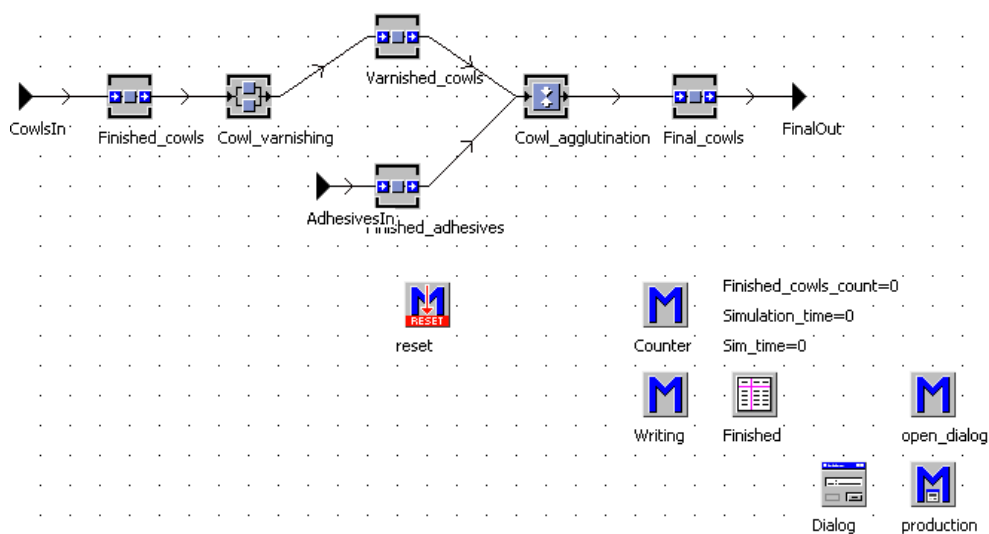 Varnished_cowls
CowlsIn
Finished_cowls
Cowl_varnishing
Cowl_agglutination
Final_cowls
FinalOut
AdhesivesIn
Finished_adhesives
RESET
reset
Counter
Finished_cowls_count=0
Simulation_time=0
Sim_time=0
Writing
Finished
open_dialog
Dialog
production